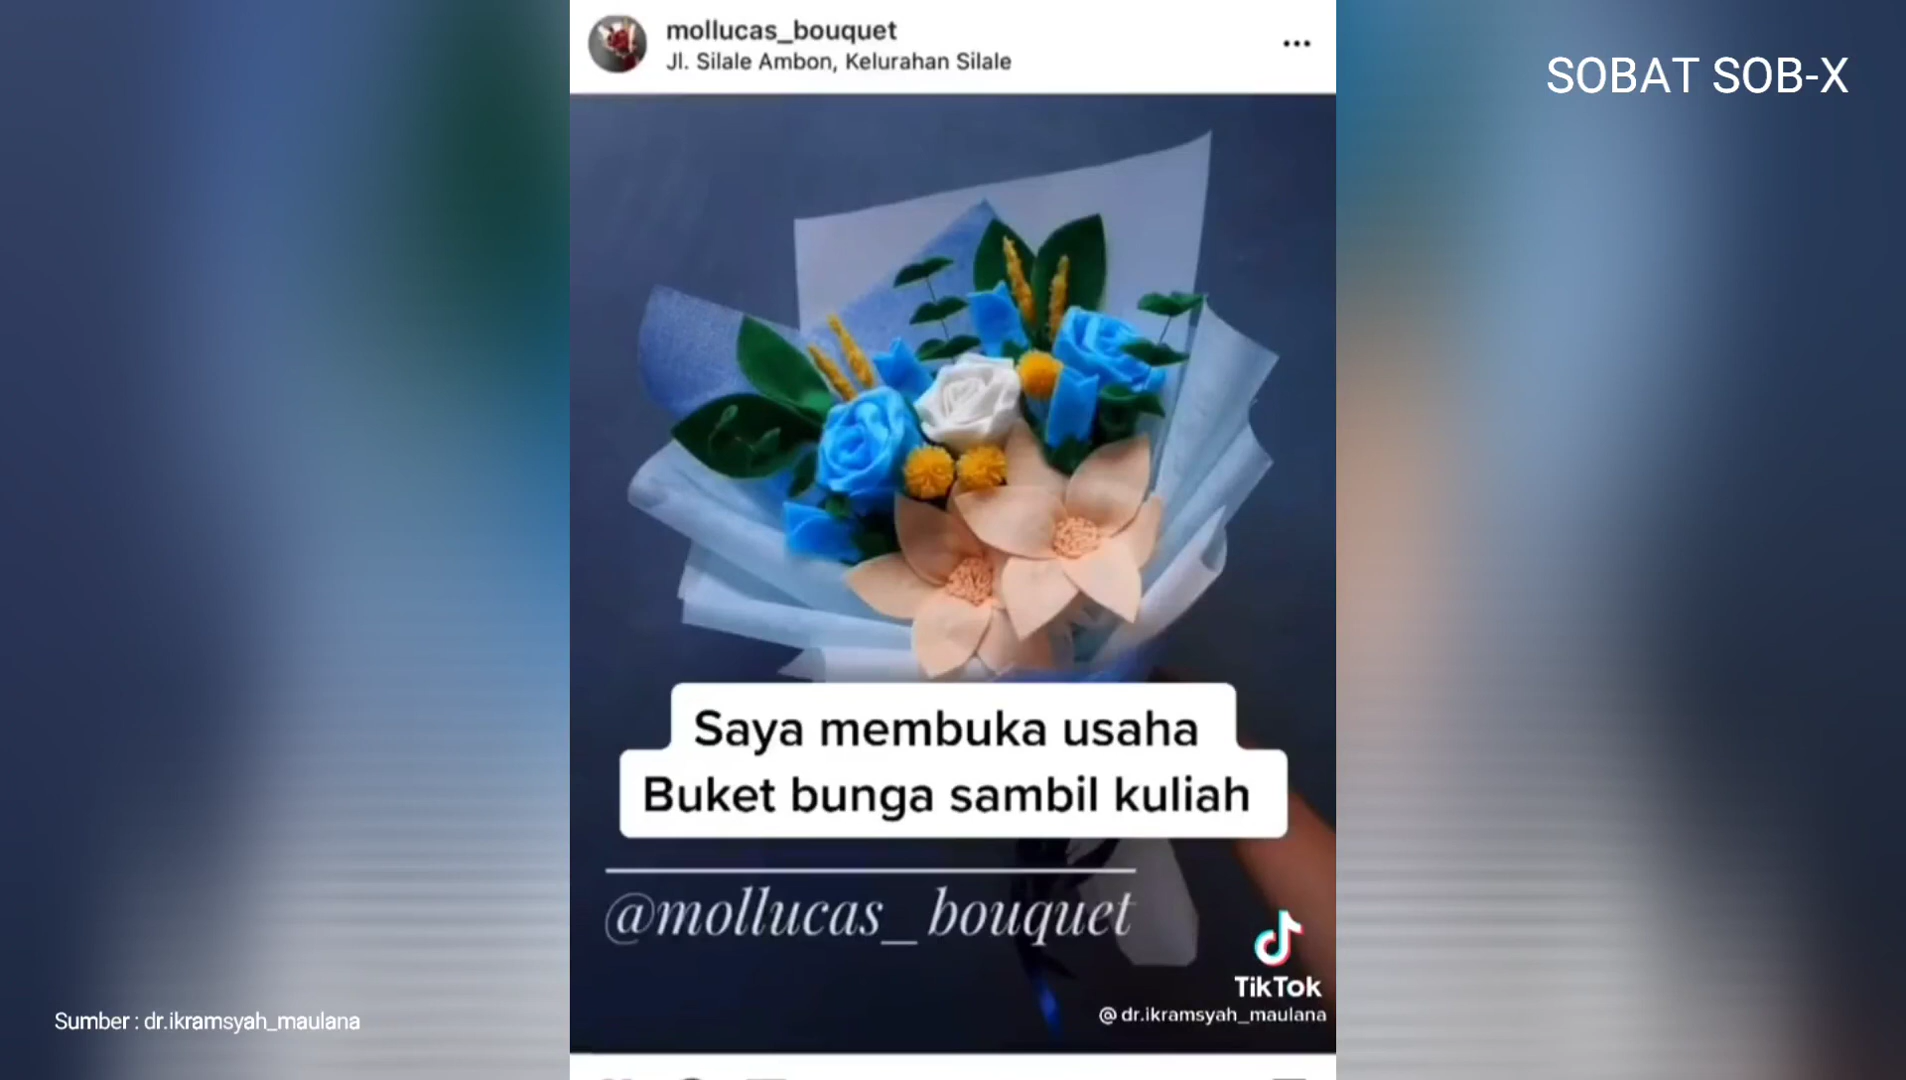 mollucas_bouquet
Jl. Silale Ambon, Kelurahan Silale
SOBAT SOB-X
Saya membuka usaha
Buket bunga sambil kuliah
@mollucas_bouquet
TikTok
@dr.ikramsyah_maulana
Sumber : dr.ikramsyah_maulana